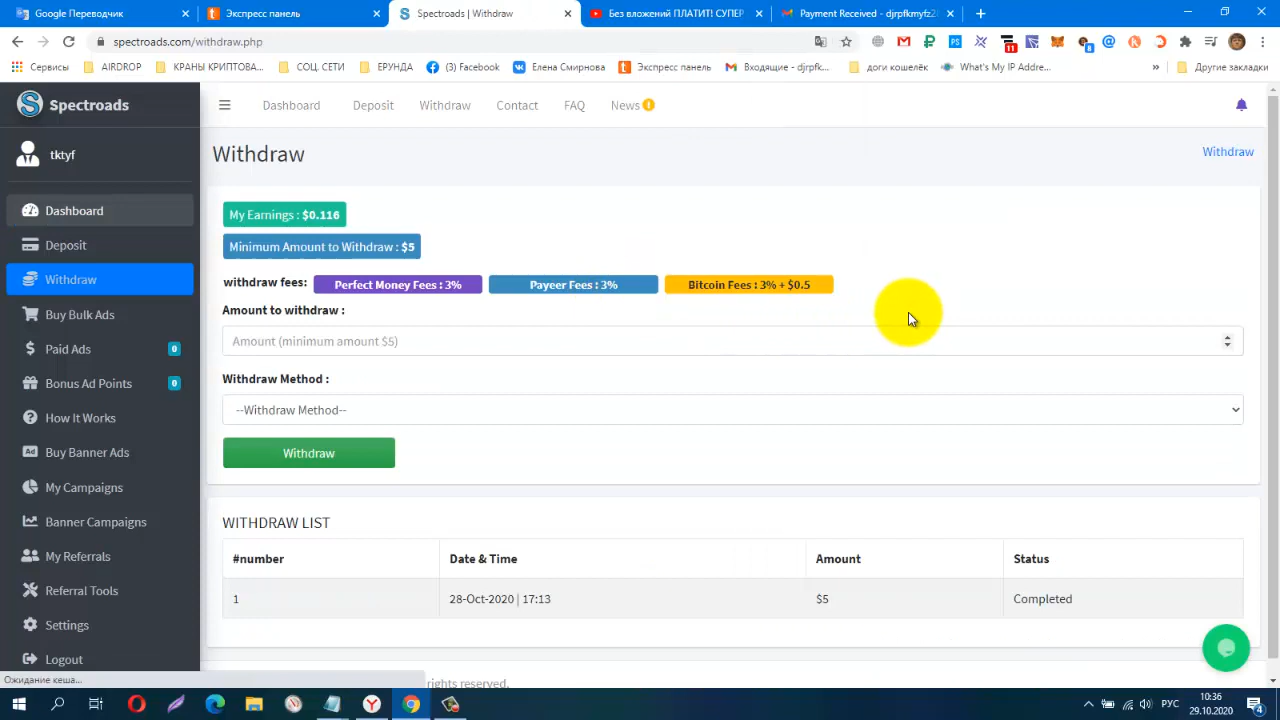 Google Переводчик
Экспресс панель
Spectroads | Withdraw
Без вложений ПЛАТИТ! СУПЕР
Payment Received - djrpfkmyfz2
spectroads.com/withdraw.php
11
8
Сервисы
AIRDROP
КРАНЫ КРИПТОВА...
СОЦ. СЕТИ
ЕРУНДА
(3) Facebook
Елена Смирнова
Экспресс панель
Входящие - djrpfk...
доги кошелёк
What's My IP Addre...
»
Другие закладки
Spectroads
Dashboard
Deposit
Withdraw
Contact
FAQ
News
tktyf
Withdraw
Withdraw
Dashboard
Deposit
Withdraw
Buy Bulk Ads
Paid Ads 0
Bonus Ad Points 0
How It Works
Buy Banner Ads
My Campaigns
Banner Campaigns
My Referrals
Referral Tools
Settings
Logout
My Earnings : $0.116
Minimum Amount to Withdraw : $5
withdraw fees: Perfect Money Fees : 3% Payeer Fees : 3% Bitcoin Fees : 3% + $0.5
Amount to withdraw :
Amount (minimum amount $5)
Withdraw Method :
--Withdraw Method--
Withdraw
WITHDRAW LIST
#number Date & Time Amount Status
1 28-Oct-2020 | 17:13 $5 Completed
rights reserved.
Ожидание кеша...
РУС
10:36
29.10.2020
4